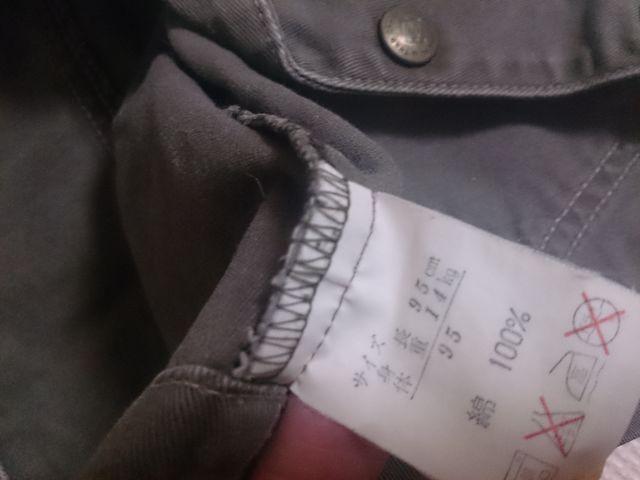 サイズ
身長 95cm
体重 14kg
95
綿 100%